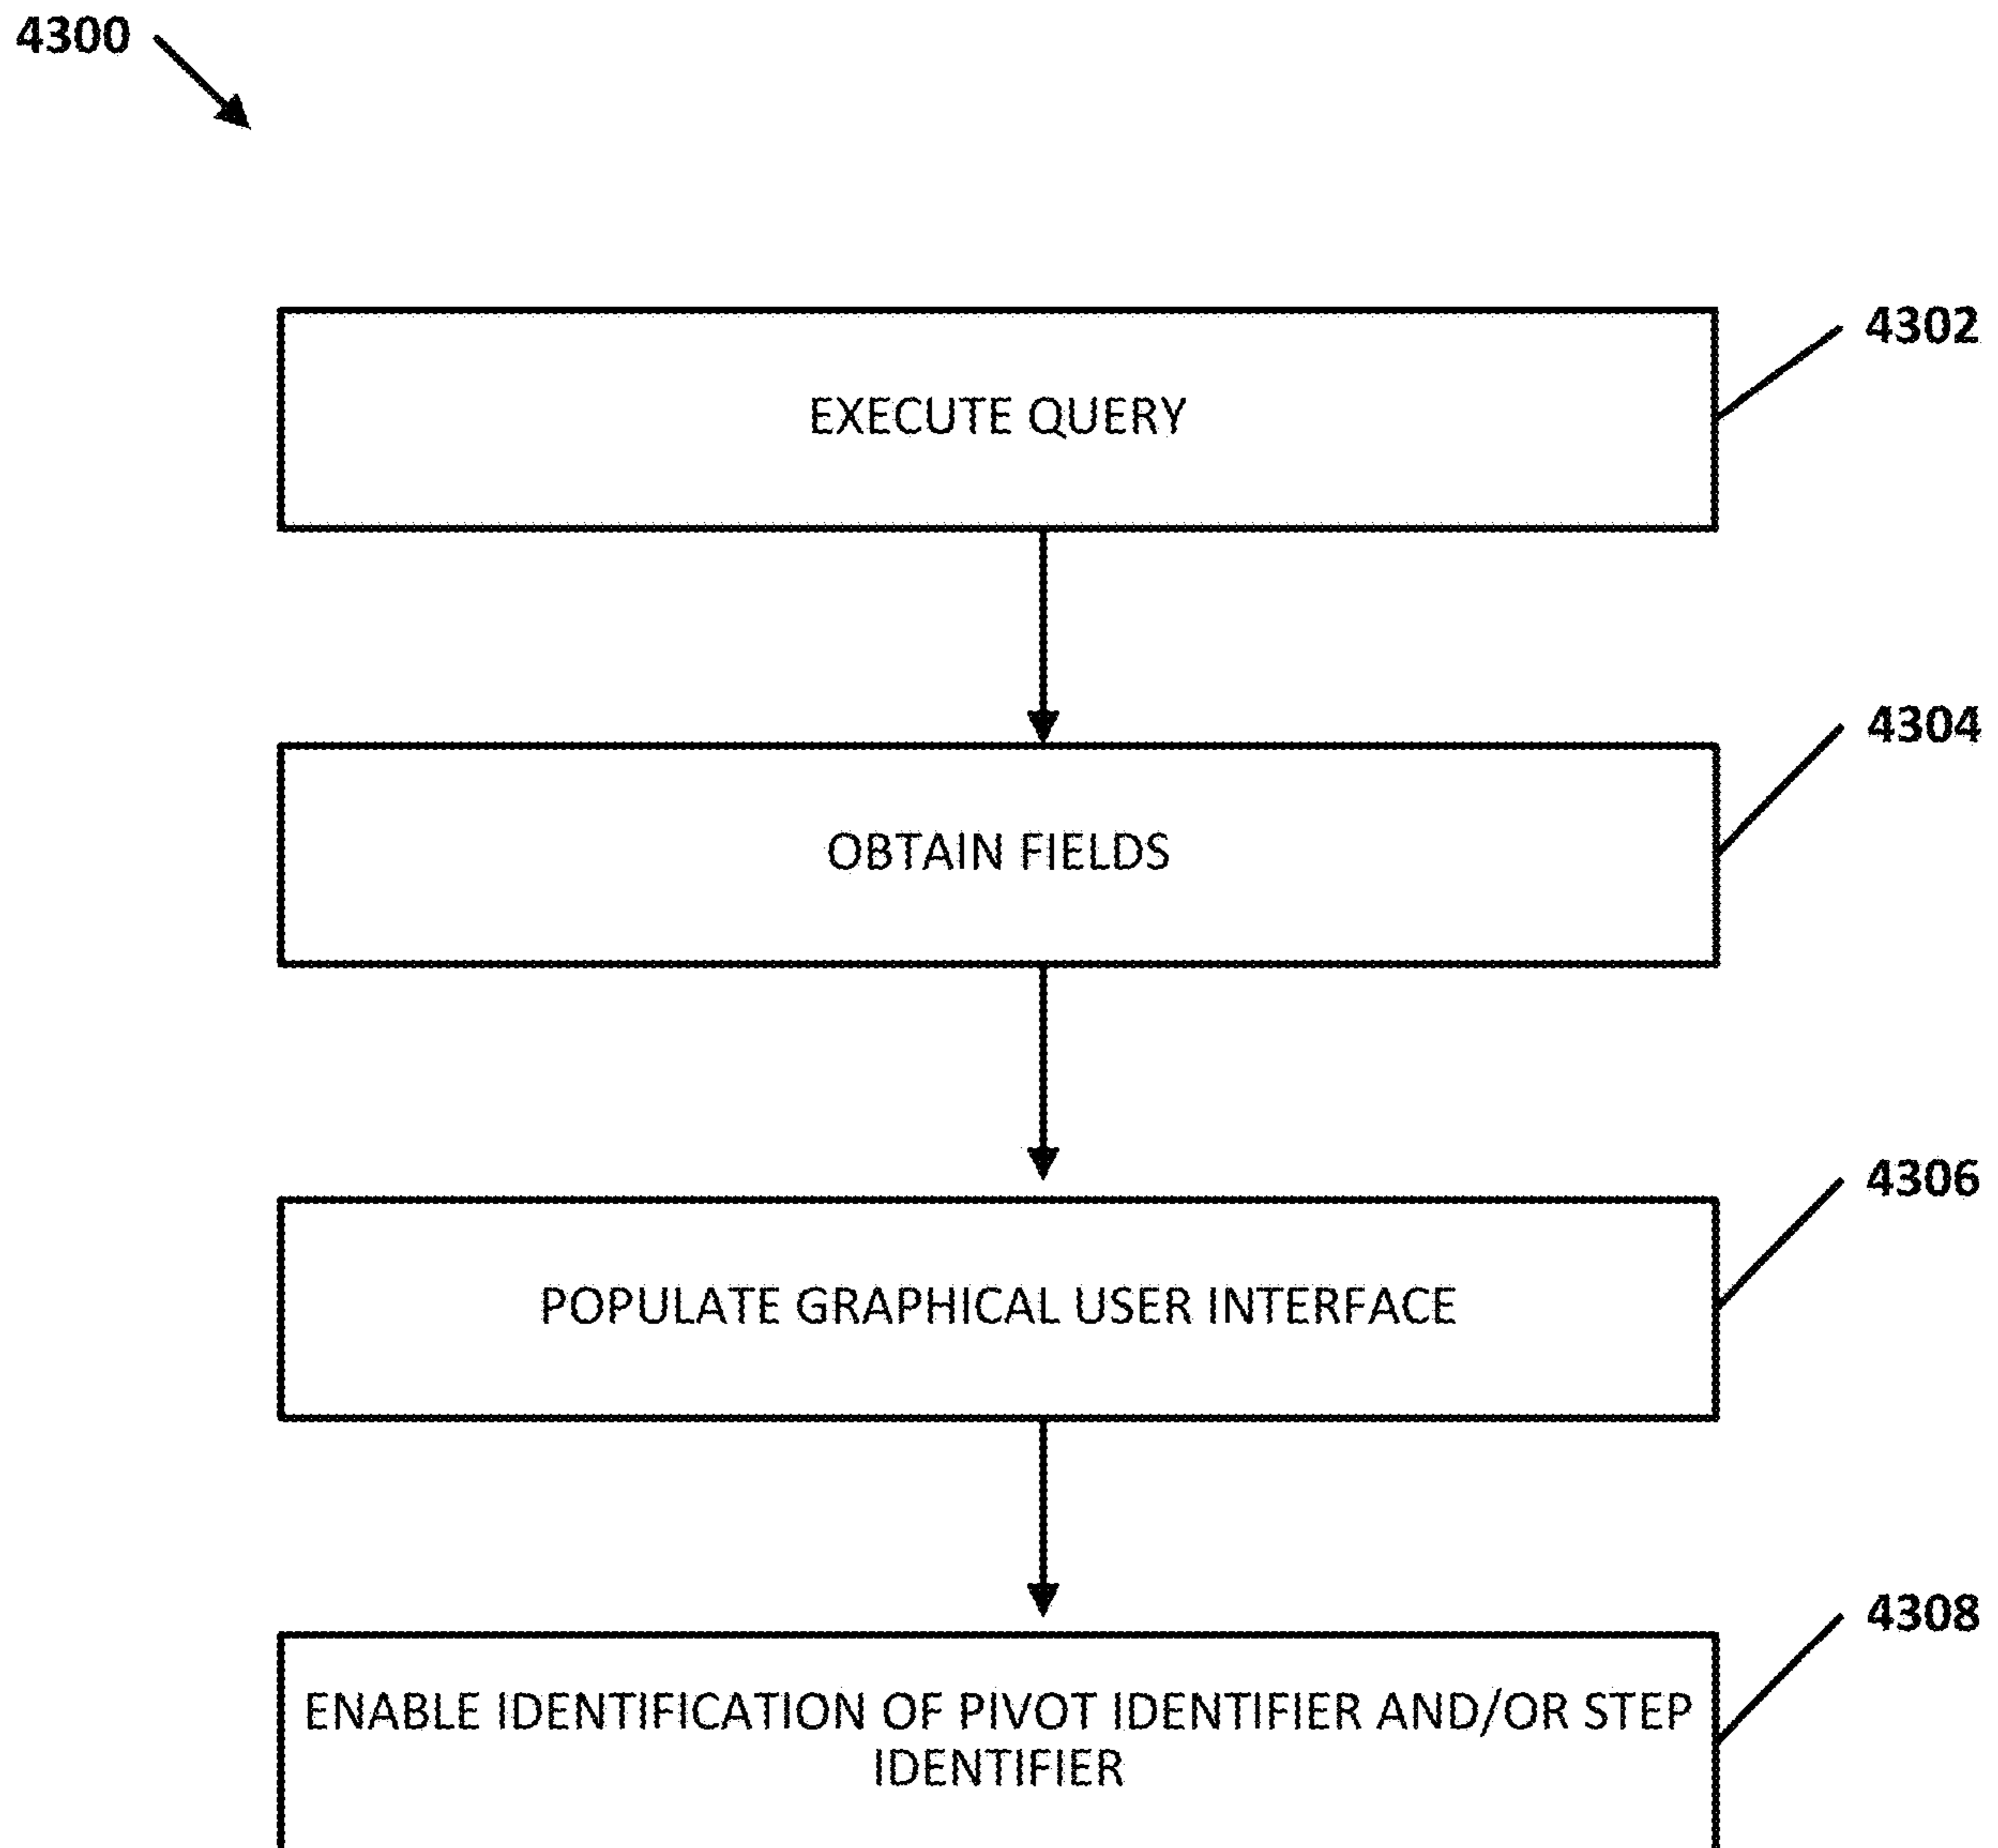 4300
4302
EXECUTE QUERY
4304
OBTAIN FIELDS
4306
POPULATE GRAPHICAL USER INTERFACE
4308
ENABLE IDENTIFICATION OF PIVOT IDENTIFIER AND/OR STEP
IDENTIFIER